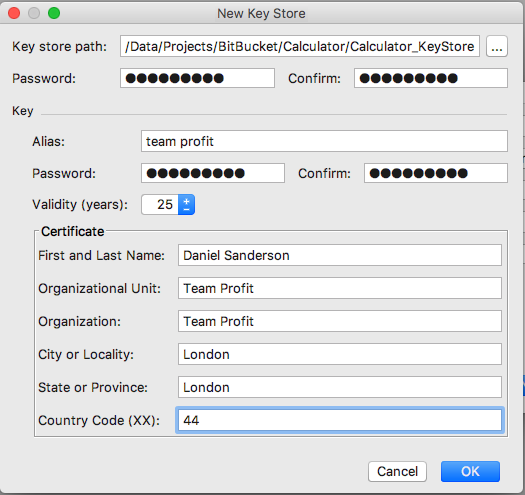 New Key Store
Key store path: /Data/Projects/BitBucket/Calculator/Calculator_KeyStore ...
Password: ●●●●●●●●● Confirm: ●●●●●●●●●
Key
Alias: team profit
Password: ●●●●●●●●● Confirm: ●●●●●●●●●
Validity (years): 25
Certificate
First and Last Name: Daniel Sanderson
Organizational Unit: Team Profit
Organization: Team Profit
City or Locality: London
State or Province: London
Country Code (XX): 44
Cancel OK